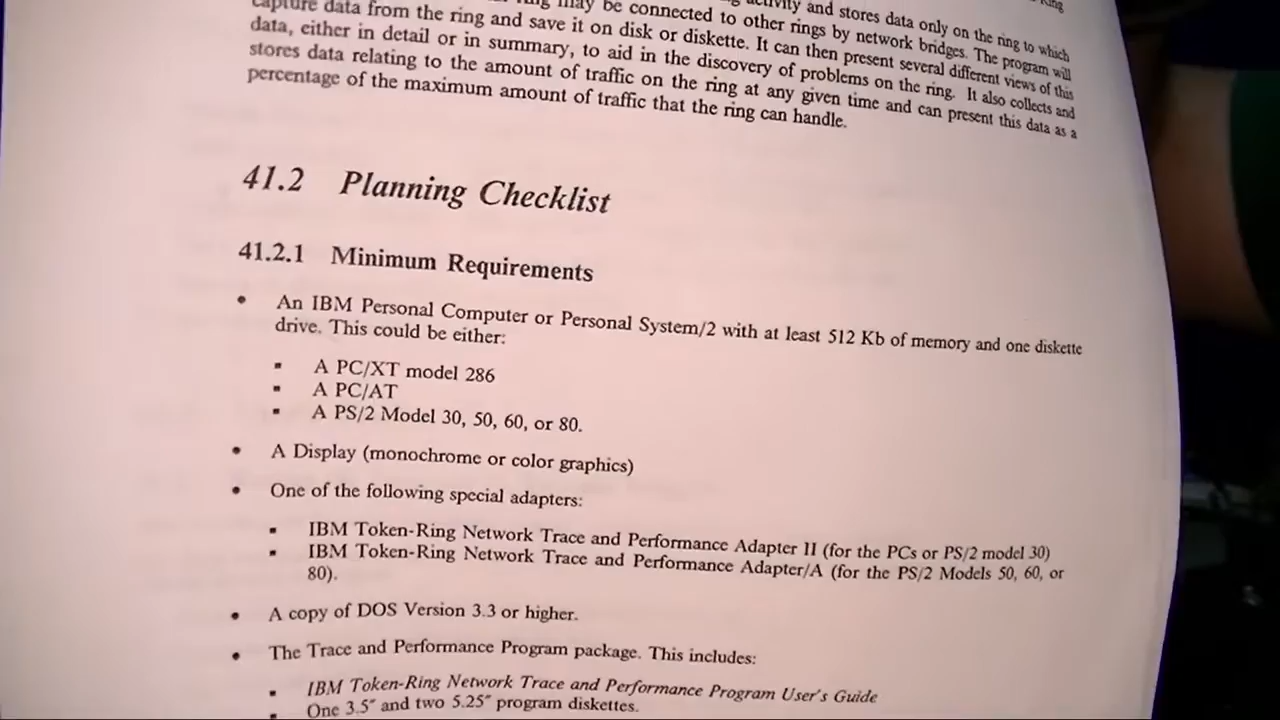 activity and stores data only on the ring to which
ring may be connected to other rings by network bridges. The program will
capture data from the ring and save it on disk or diskette. It can then present several different views of this
data, either in detail or in summary, to aid in the discovery of problems on the ring. It also collects and
stores data relating to the amount of traffic on the ring at any given time and can present this data as a
percentage of the maximum amount of traffic that the ring can handle.
41.2 Planning Checklist
41.2.1 Minimum Requirements
• An IBM Personal Computer or Personal System/2 with at least 512 Kb of memory and one diskette
drive. This could be either:
▪ A PC/XT model 286
▪ A PC/AT
▪ A PS/2 Model 30, 50, 60, or 80.
• A Display (monochrome or color graphics)
• One of the following special adapters:
▪ IBM Token-Ring Network Trace and Performance Adapter II (for the PCs or PS/2 model 30)
▪ IBM Token-Ring Network Trace and Performance Adapter/A (for the PS/2 Models 50, 60, or
80).
• A copy of DOS Version 3.3 or higher.
• The Trace and Performance Program package. This includes:
▪ IBM Token-Ring Network Trace and Performance Program User's Guide
▪ One 3.5″ and two 5.25″ program diskettes.